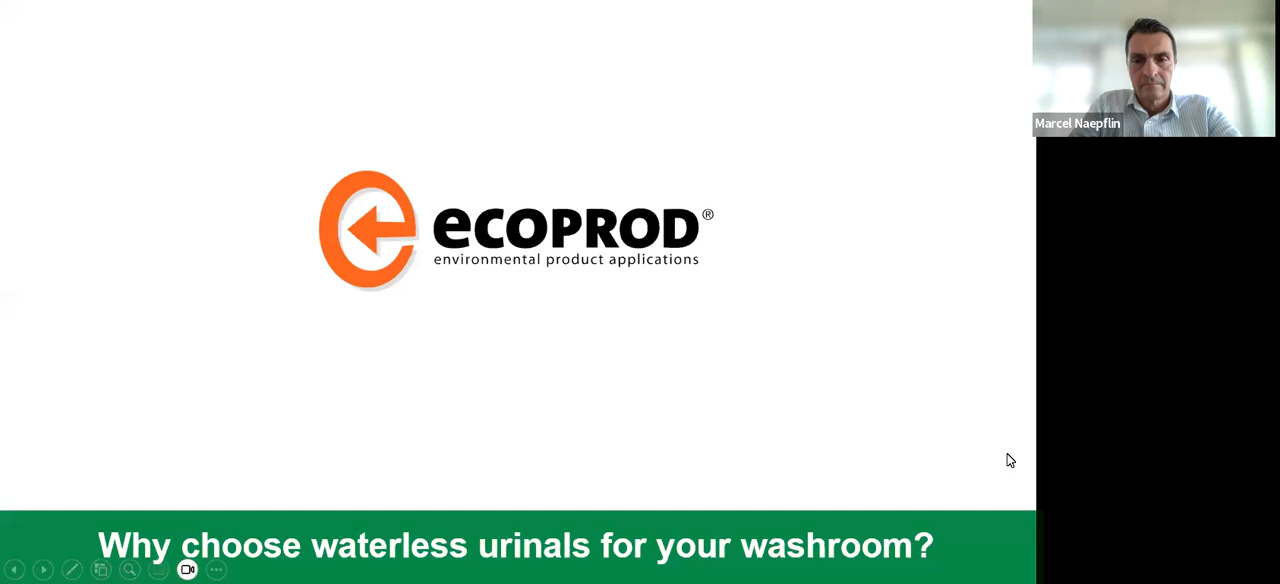 Marcel Naepflin
ecoprod®
environmental product applications
Why choose waterless urinals for your washroom?